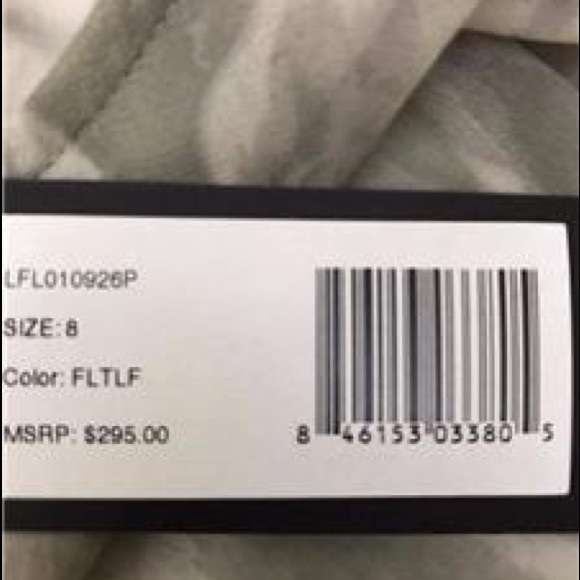 LFL010926P
SIZE: 8
Color: FLTLF
MSRP: $295.00
8 46153 03380 5